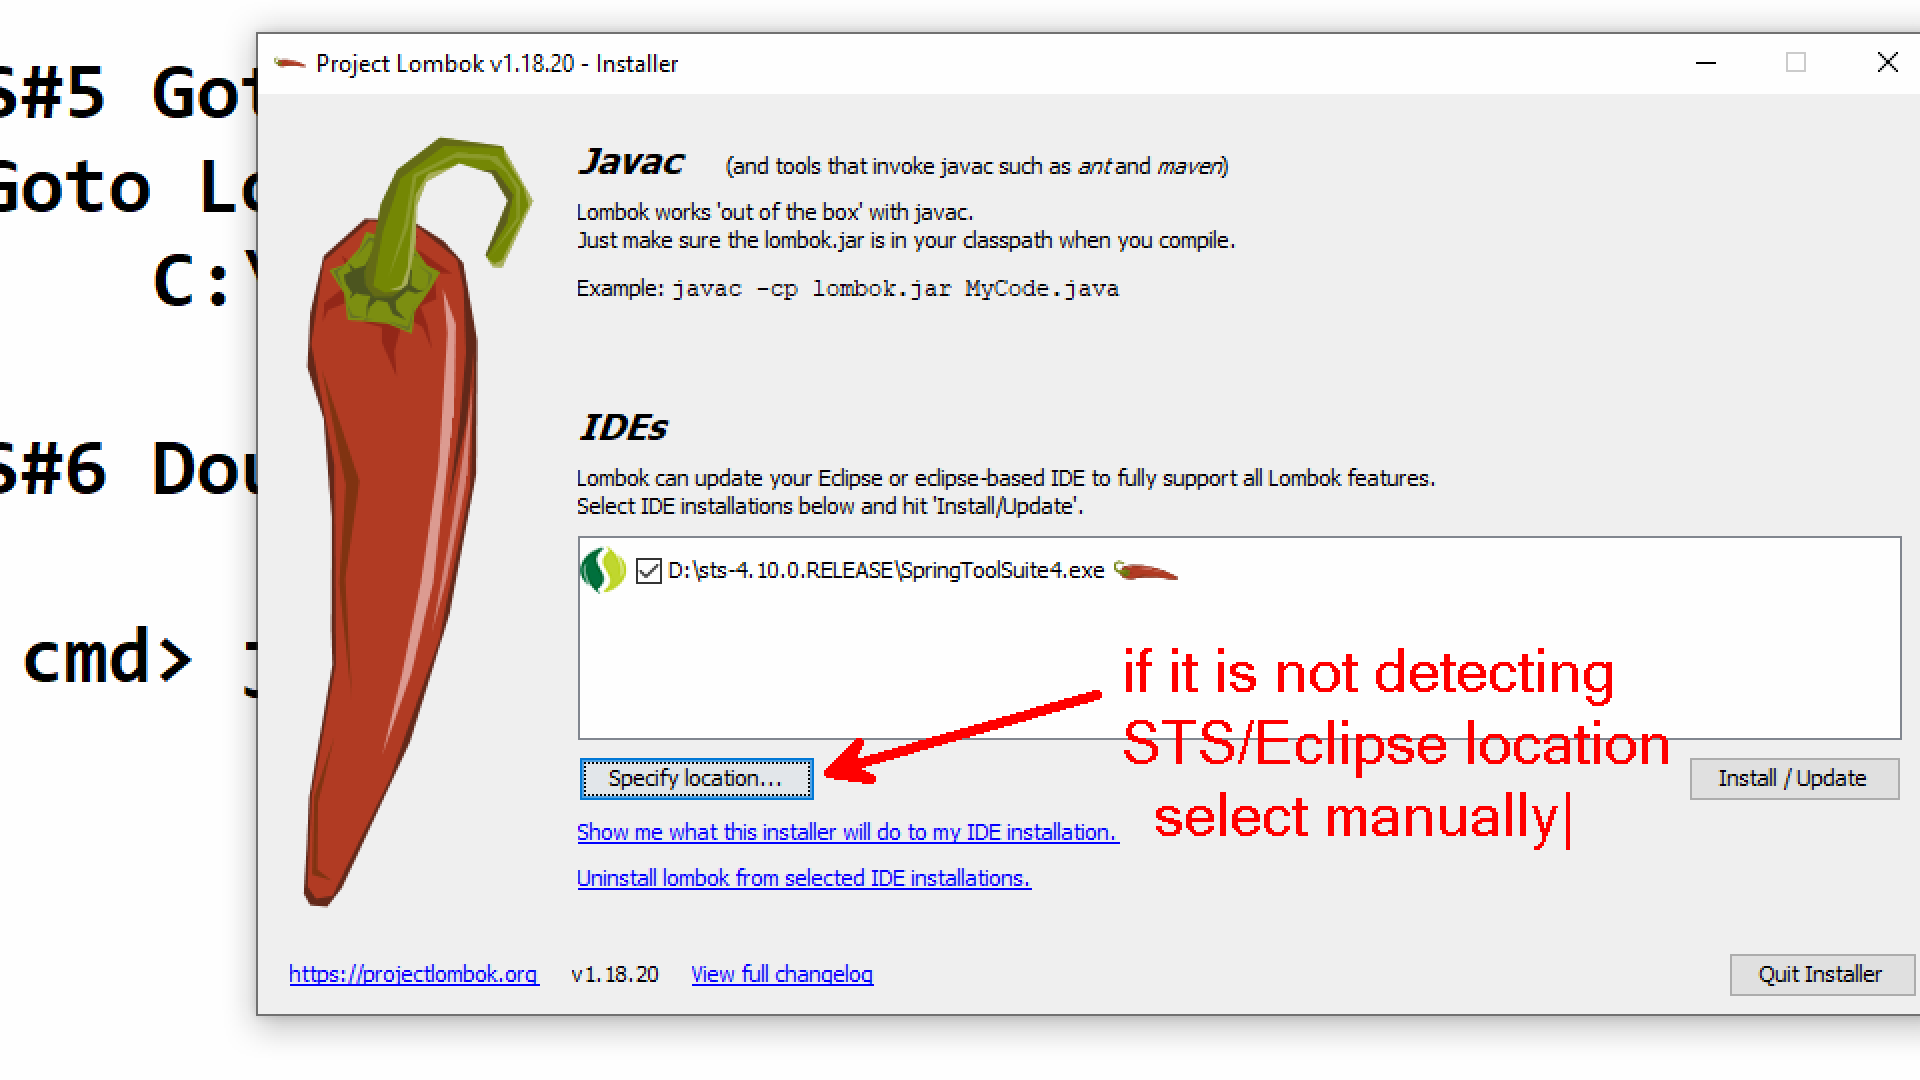 Project Lombok v1.18.20 - Installer
S#5 Got
Goto Lo
C:\
S#6 Dou
cmd> j
Javac (and tools that invoke javac such as ant and maven)
Lombok works 'out of the box' with javac.
Just make sure the lombok.jar is in your classpath when you compile.
Example: javac -cp lombok.jar MyCode.java
IDEs
Lombok can update your Eclipse or eclipse-based IDE to fully support all Lombok features.
Select IDE installations below and hit 'Install/Update'.
D:\sts-4.10.0.RELEASE\SpringToolSuite4.exe
if it is not detecting
STS/Eclipse location
select manually|
Specify location...
Install / Update
Show me what this installer will do to my IDE installation.
Uninstall lombok from selected IDE installations.
https://projectlombok.org v1.18.20 View full changelog
Quit Installer